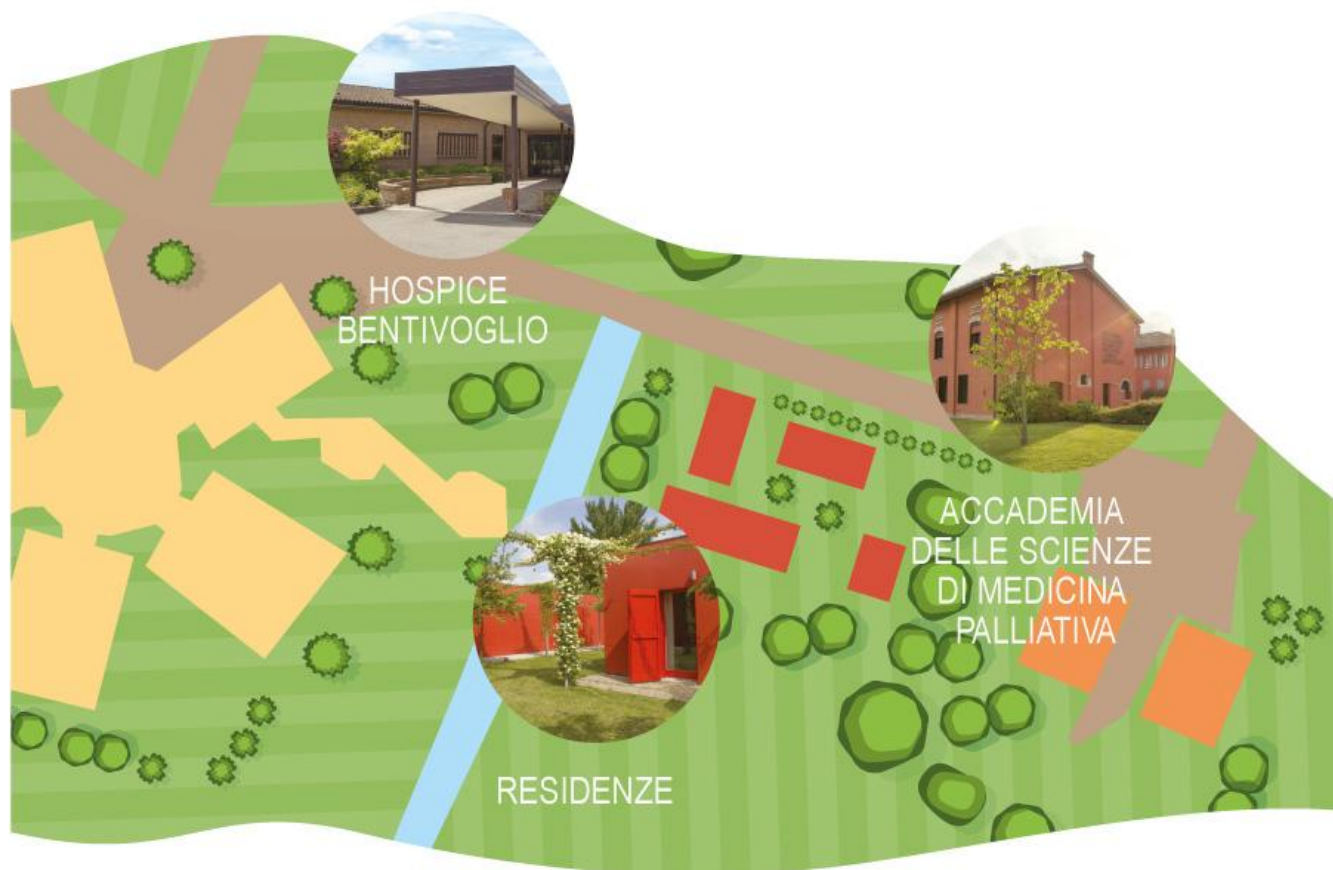 HOSPICE
BENTIVOGLIO
ACCADEMIA
DELLE SCIENZE
DI MEDICINA
PALLIATIVA
RESIDENZE